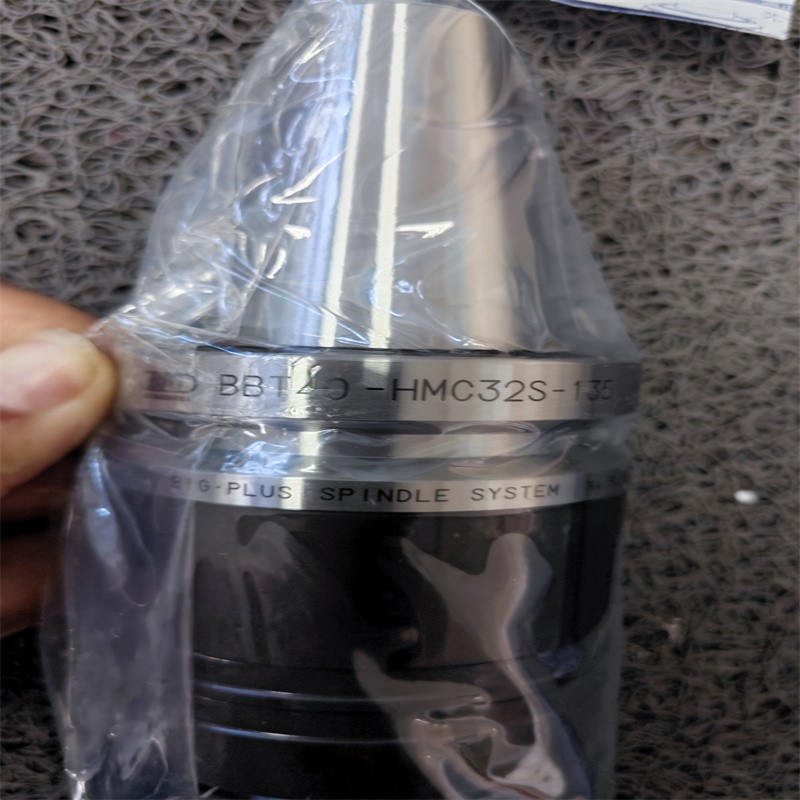 BBT40-HMC32S-135
BIG-PLUS SPINDLE SYSTEM